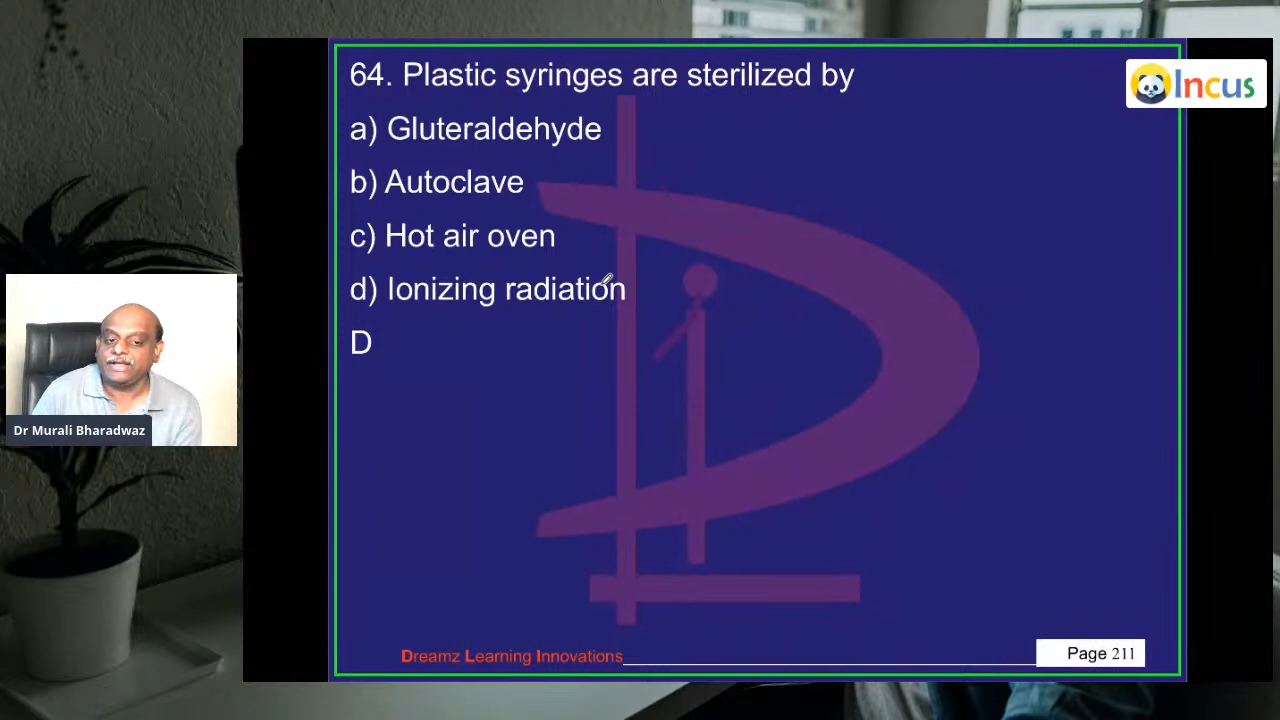 64. Plastic syringes are sterilized by
a) Gluteraldehyde
b) Autoclave
c) Hot air oven
d) Ionizing radiation
D
Incus
Dr Murali Bharadwaz
Dreamz Learning Innovations
Page 211